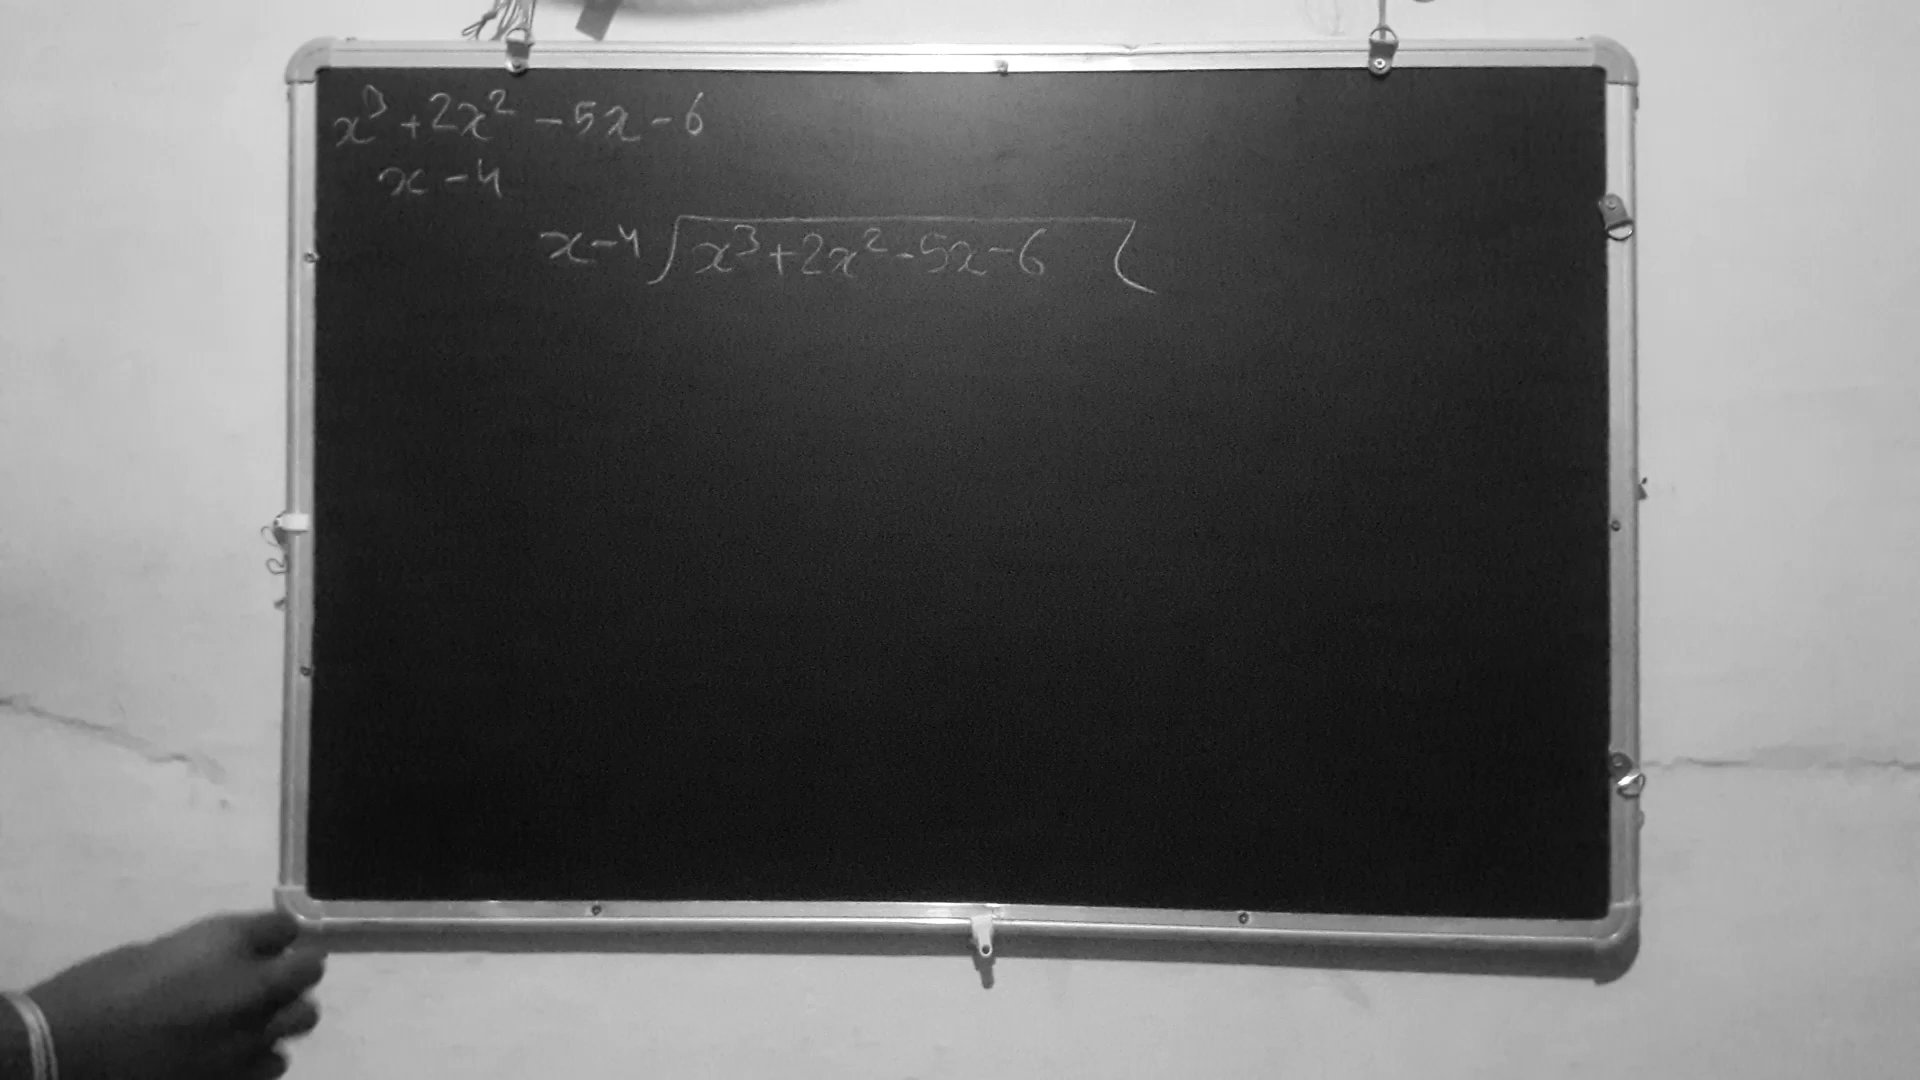 x³ + 2x² - 5x - 6
x - 4
x - 4 ) x³ + 2x² - 5x - 6 (